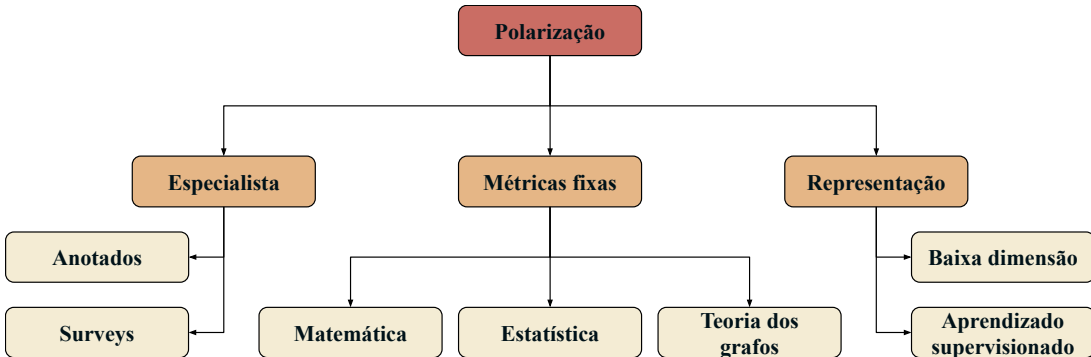 Polarização
Especialista
Métricas fixas
Representação
Anotados
Baixa dimensão
Surveys
Matemática
Estatística
Teoria dos
grafos
Aprendizado
supervisionado